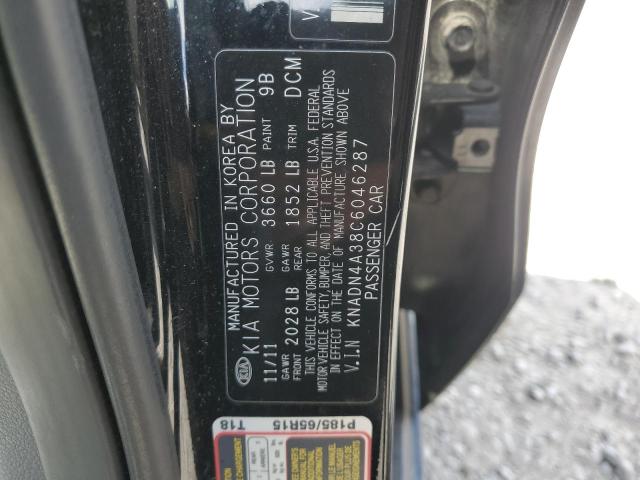 MANUFACTURED IN KOREA BY
KIA KIA MOTORS CORPORATION
11/11 GVWR 3660 LB PAINT 9B
GAWR FRONT 2028 LB GAWR REAR 1852 LB TRIM DCM
THIS VEHICLE CONFORMS TO ALL APPLICABLE U.S.A. FEDERAL
MOTOR VEHICLE SAFETY, BUMPER, AND THEFT PREVENTION STANDARDS
IN EFFECT ON THE DATE OF MANUFACTURE SHOWN ABOVE
V.I.N KNADN4A38C6046287
PASSENGER CAR
V
T18
P185/65R15